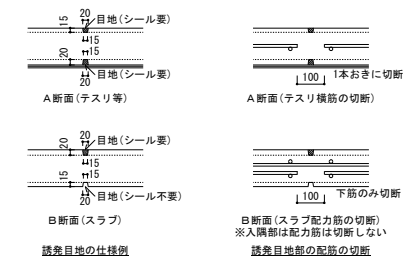 20
15
目地(シール要)
15
20
目地(シール要)
20
A断面(テスリ等)
100
1本おきに切断
A断面(テスリ横筋の切断)
20
20
目地(シール要)
15
15
目地(シール不要)
20
B断面(スラブ)
誘発目地の仕様例
下筋のみ切断
100
B断面(スラブ配力筋の切断)
※入隅部は配力筋は切断しない
誘発目地部の配筋の切断